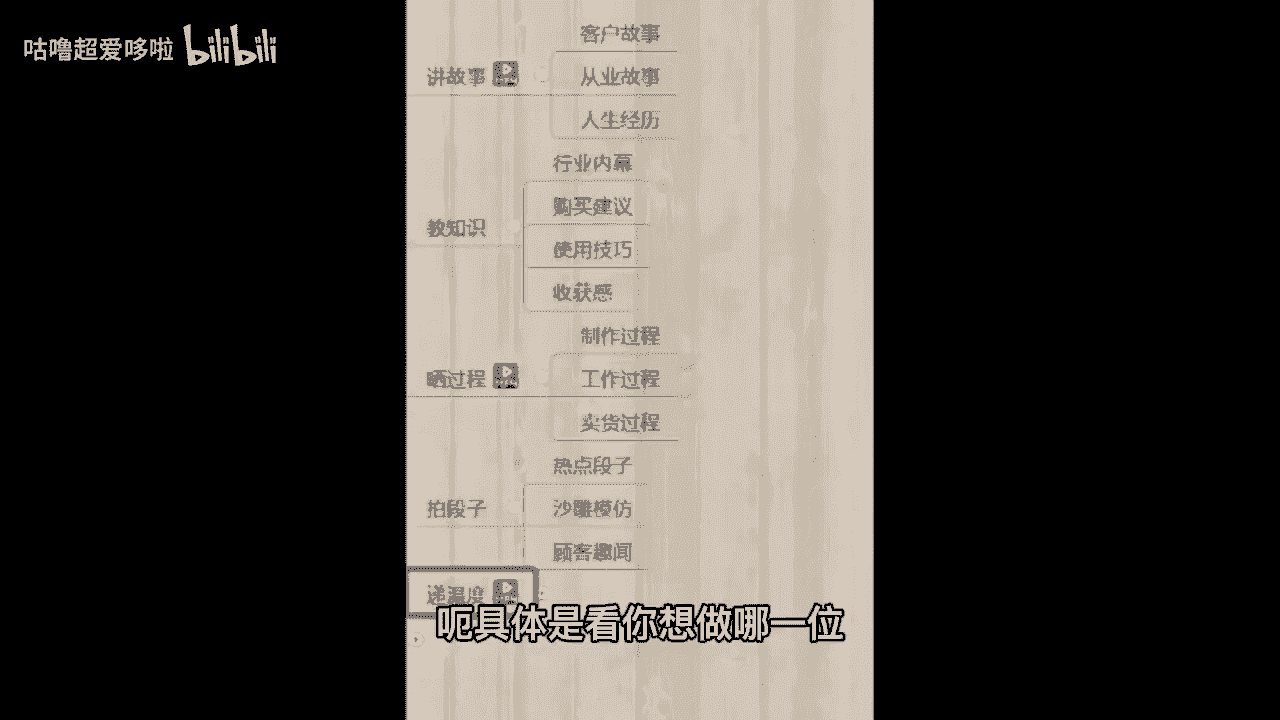 咕噜超爱哆啦 bilibili
客户故事
讲故事
从业故事
人生经历
行业内幕
购买建议
教知识
使用技巧
收获感
制作过程
晒过程
工作过程
卖货过程
热点段子
拍段子
沙雕模仿
顾客趣闻
递温度
呃具体是看你想做哪一位